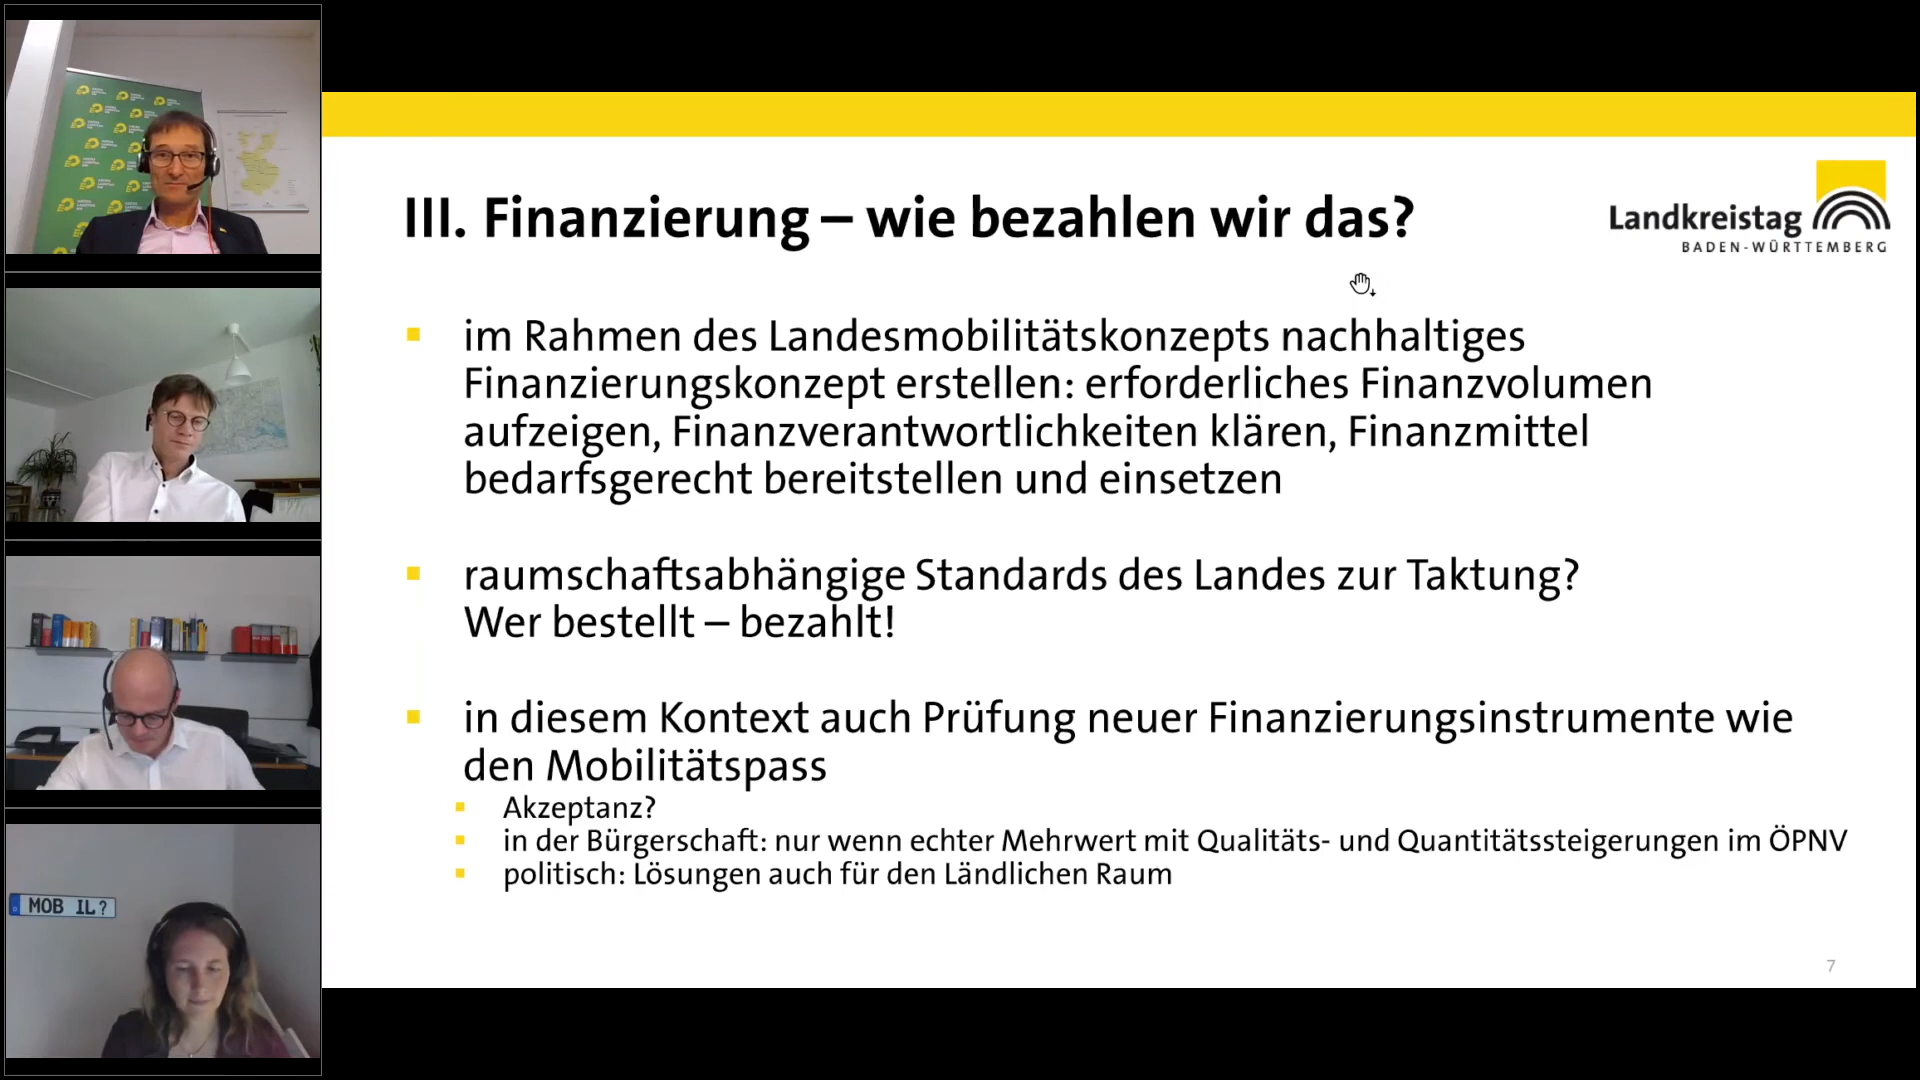 III. Finanzierung – wie bezahlen wir das?
Landkreistag
BADEN-WÜRTTEMBERG
im Rahmen des Landesmobilitätskonzepts nachhaltiges
Finanzierungskonzept erstellen: erforderliches Finanzvolumen
aufzeigen, Finanzverantwortlichkeiten klären, Finanzmittel
bedarfsgerecht bereitstellen und einsetzen
raumschaftsabhängige Standards des Landes zur Taktung?
Wer bestellt – bezahlt!
in diesem Kontext auch Prüfung neuer Finanzierungsinstrumente wie
den Mobilitätspass
Akzeptanz?
in der Bürgerschaft: nur wenn echter Mehrwert mit Qualitäts- und Quantitätssteigerungen im ÖPNV
politisch: Lösungen auch für den Ländlichen Raum
7
MOB IL?